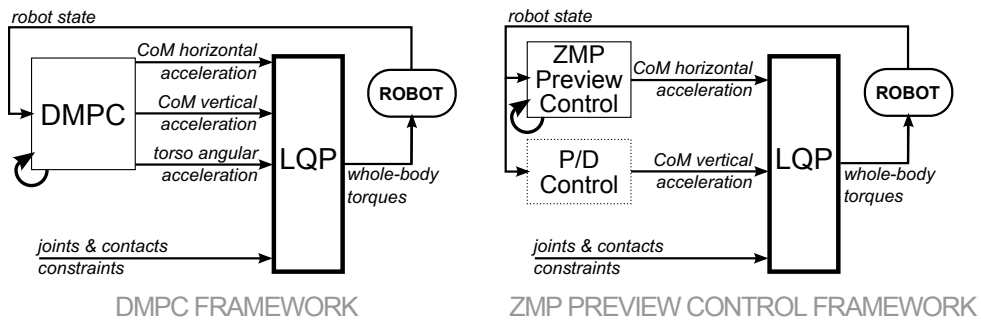 robot state
CoM horizontal
acceleration
DMPC
CoM vertical
acceleration
torso angular
acceleration
LQP
ROBOT
whole-body
torques
joints & contacts
constraints
DMPC FRAMEWORK
robot state
ZMP
Preview
Control
CoM horizontal
acceleration
P/D
Control
CoM vertical
acceleration
LQP
ROBOT
whole-body
torques
joints & contacts
constraints
ZMP PREVIEW CONTROL FRAMEWORK